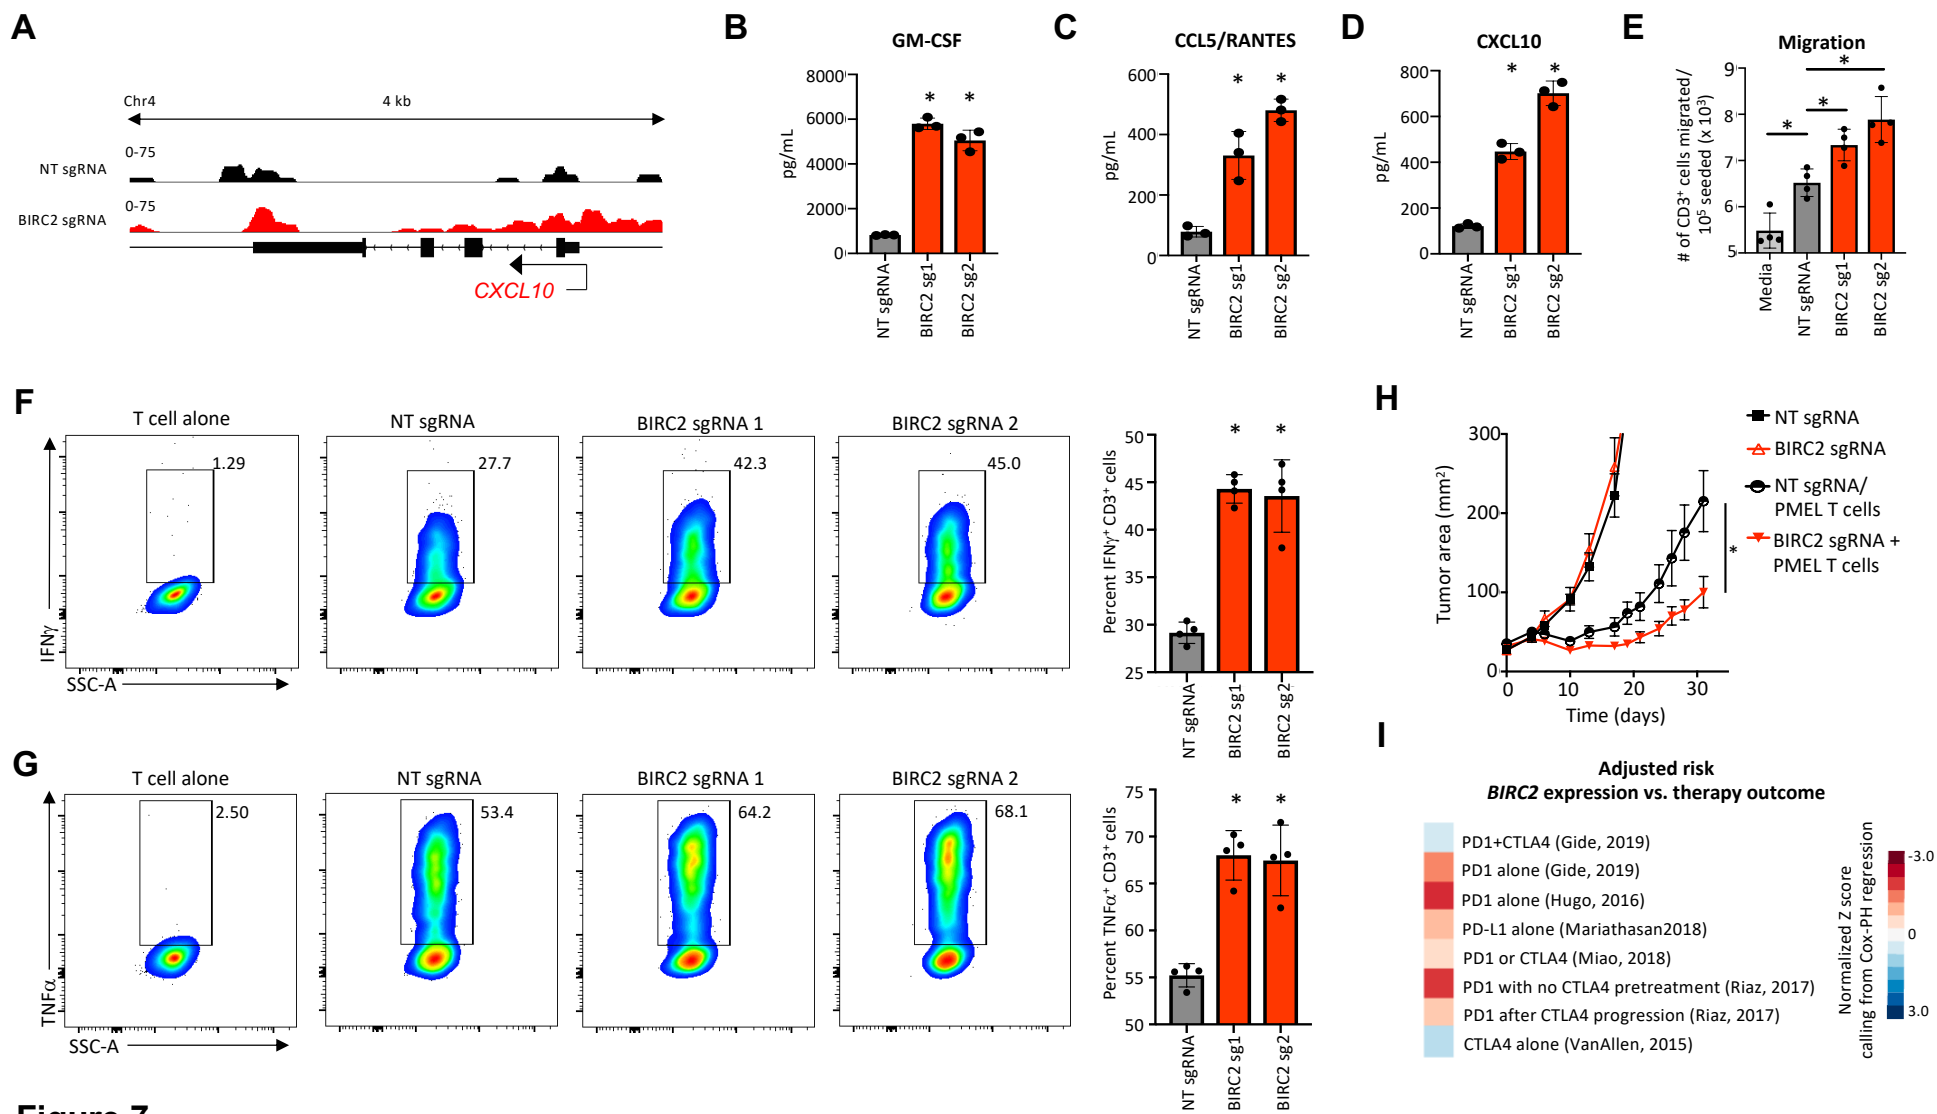 A
Chr4
4 kb
0-75
NT sgRNA
0-75
BIRC2 sgRNA
CXCL10
B
GM-CSF
*
*
8000
6000
4000
2000
0
pg/mL
NT sgRNA
BIRC2 sg1
BIRC2 sg2
C
CCL5/RANTES
*
*
600
400
200
0
pg/mL
NT sgRNA
BIRC2 sg1
BIRC2 sg2
D
CXCL10
*
*
800
600
400
200
0
pg/mL
NT sgRNA
BIRC2 sg1
BIRC2 sg2
E
Migration
*
*
*
*
9
8
7
6
5
# of CD3⁺ cells migrated/
10⁵ seeded (x 10³)
Media
NT sgRNA
BIRC2 sg1
BIRC2 sg2
F
T cell alone
1.29
NT sgRNA
27.7
BIRC2 sgRNA 1
42.3
BIRC2 sgRNA 2
45.0
IFNγ
SSC-A
*
*
50
45
40
35
30
25
Percent IFNγ⁺ CD3⁺ cells
NT sgRNA
BIRC2 sg1
BIRC2 sg2
G
T cell alone
2.50
NT sgRNA
53.4
BIRC2 sgRNA 1
64.2
BIRC2 sgRNA 2
68.1
TNFα
SSC-A
*
*
75
70
65
60
55
50
Percent TNFα⁺ CD3⁺ cells
NT sgRNA
BIRC2 sg1
BIRC2 sg2
H
300
200
100
0
Tumor area (mm²)
0
10
20
30
Time (days)
NT sgRNA
BIRC2 sgRNA
NT sgRNA/
PMEL T cells
BIRC2 sgRNA +
PMEL T cells
*
I
Adjusted risk
BIRC2 expression vs. therapy outcome
PD1+CTLA4 (Gide, 2019)
PD1 alone (Gide, 2019)
PD1 alone (Hugo, 2016)
PD-L1 alone (Mariathasan2018)
PD1 or CTLA4 (Miao, 2018)
PD1 with no CTLA4 pretreatment (Riaz, 2017)
PD1 after CTLA4 progression (Riaz, 2017)
CTLA4 alone (VanAllen, 2015)
Normalized Z score
calling from Cox-PH regression
-3.0
0
3.0
Figure 7